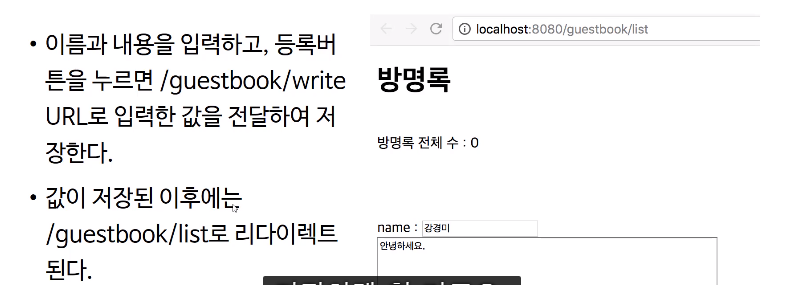 • 이름과 내용을 입력하고, 등록버
튼을 누르면 /guestbook/write
URL로 입력한 값을 전달하여 저
장한다.
• 값이 저장된 이후에는
/guestbook/list로 리다이렉트
된다.
localhost:8080/guestbook/list
방명록
방명록 전체 수 : 0
name : 강경미
안녕하세요.